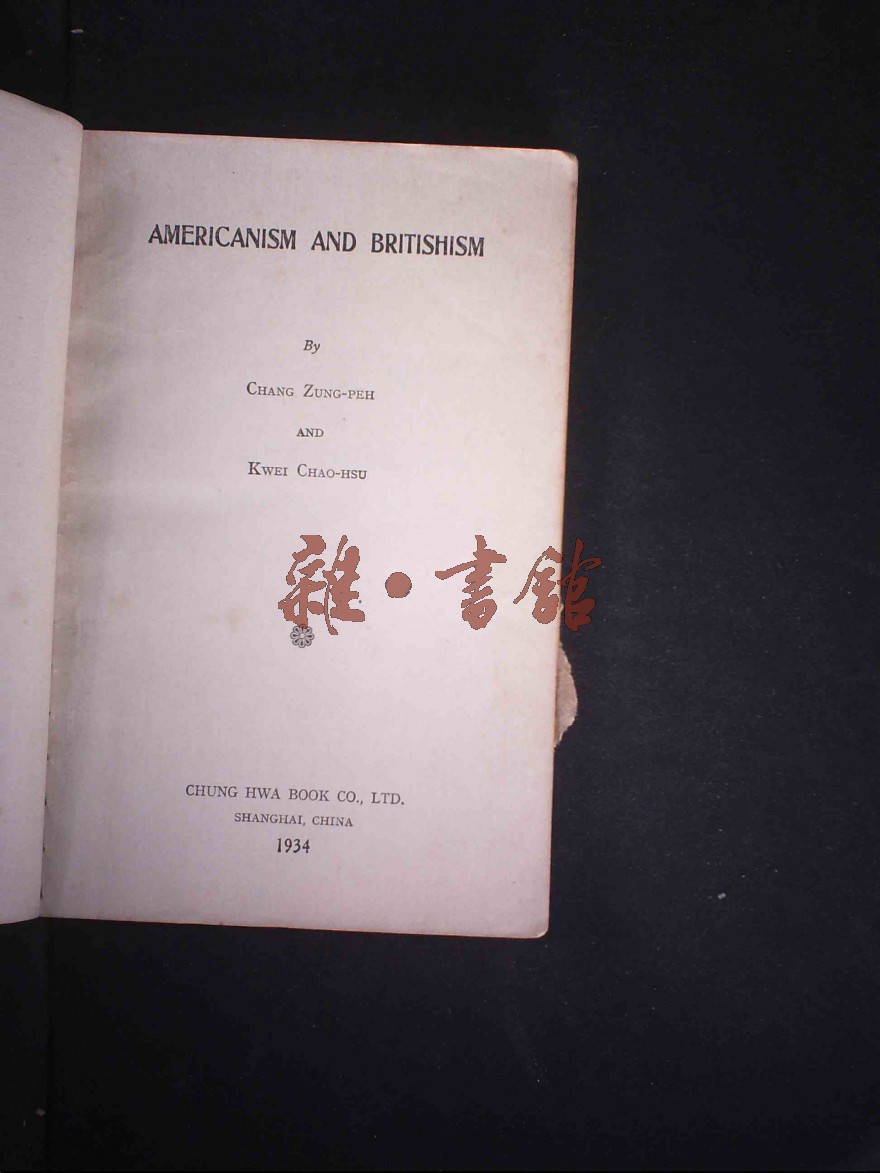 AMERICANISM AND BRITISHISM
By
CHANG ZUNG-PEH
AND
KWEI CHAO-HSU
雜·書館
CHUNG HWA BOOK CO., LTD.
SHANGHAI, CHINA
1934